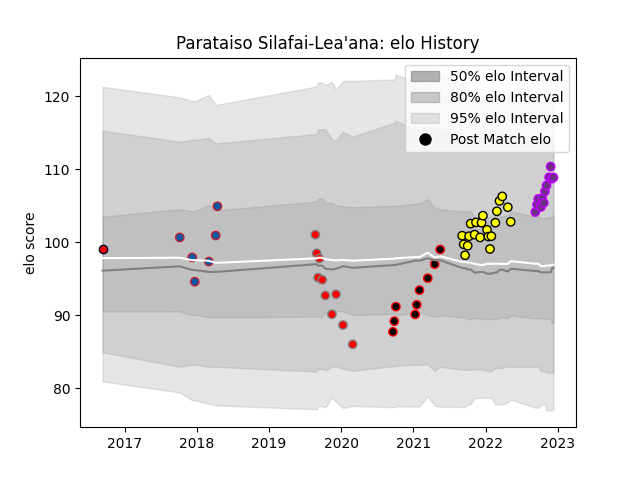 Parataiso Silafai-Lea'ana: elo History
50% elo Interval
80% elo Interval
95% elo Interval
Post Match elo
elo score
120
110
100
90
80
2017 2018 2019 2020 2021 2022 2023